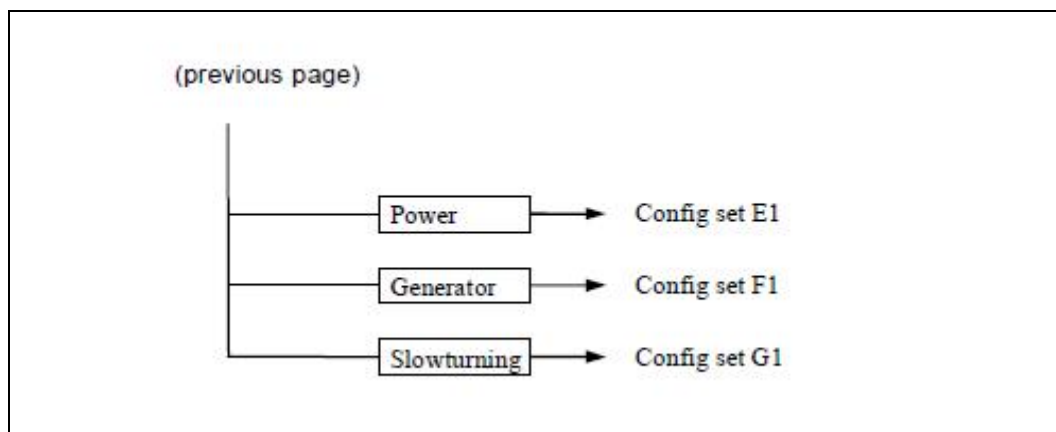 (previous page)
Power Config set E1
Generator Config set F1
Slowturning Config set G1